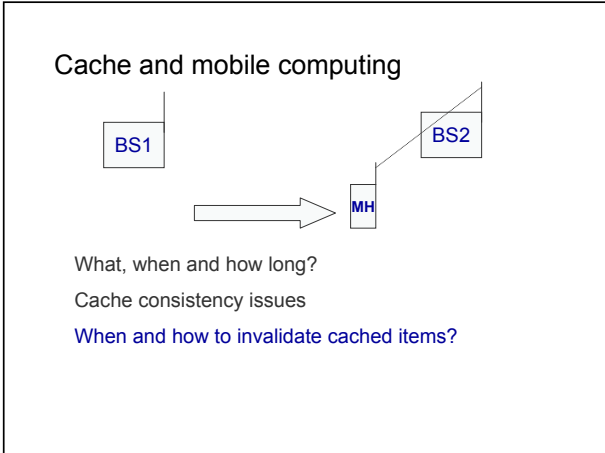 Cache and mobile computing
BS1
BS2
MH
What, when and how long?
Cache consistency issues
When and how to invalidate cached items?